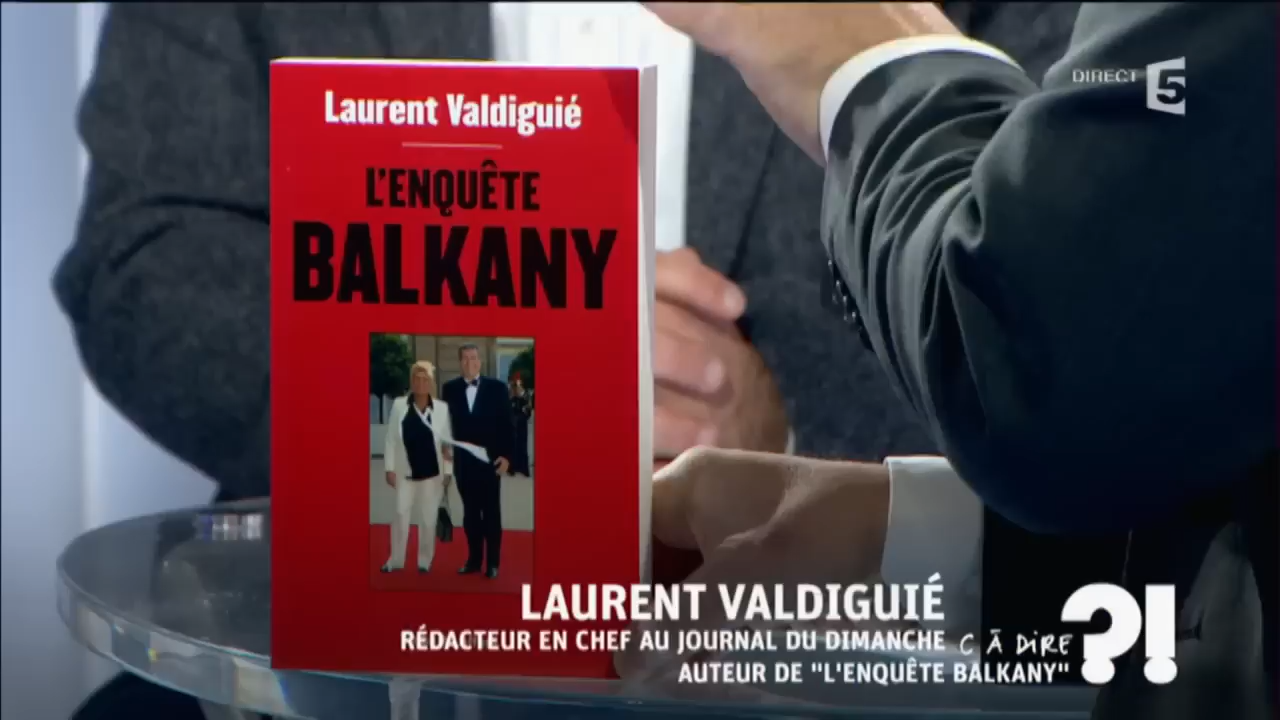 Laurent Valdiguié
L'ENQUÊTE
BALKANY
DIRECT 5
LAURENT VALDIGUIÉ
RÉDACTEUR EN CHEF AU JOURNAL DU DIMANCHE
AUTEUR DE "L'ENQUÊTE BALKANY"
C À DIRE ?!